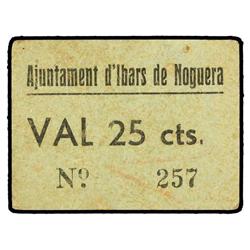 Ajuntament d'Ibars de Noguera
VAL 25 cts.
Nº 257